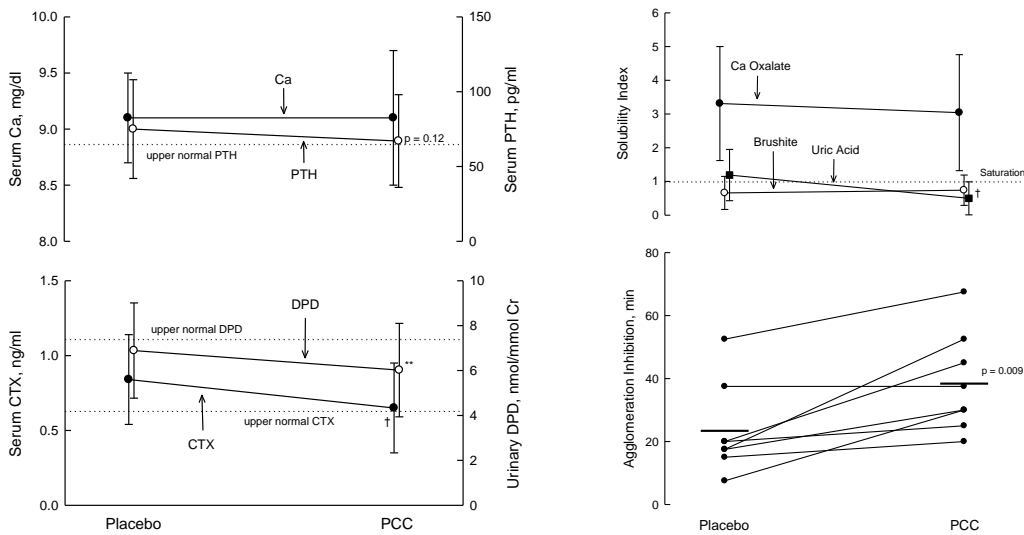 10.0
9.5
9.0
8.5
8.0
Serum Ca, mg/dl
150
100
50
0
Serum PTH, pg/ml
Ca
p = 0.12
upper normal PTH
PTH
1.5
1.0
0.5
0.0
Serum CTX, ng/ml
10
8
6
4
2
0
Urinary DPD, nmol/mmol Cr
DPD
upper normal DPD
**
upper normal CTX
†
CTX
Placebo
PCC
6
5
4
3
2
1
0
Solubility Index
Ca Oxalate
Brushite
Uric Acid
Saturation
†
80
60
40
20
0
Agglomeration Inhibition, min
p = 0.009
Placebo
PCC